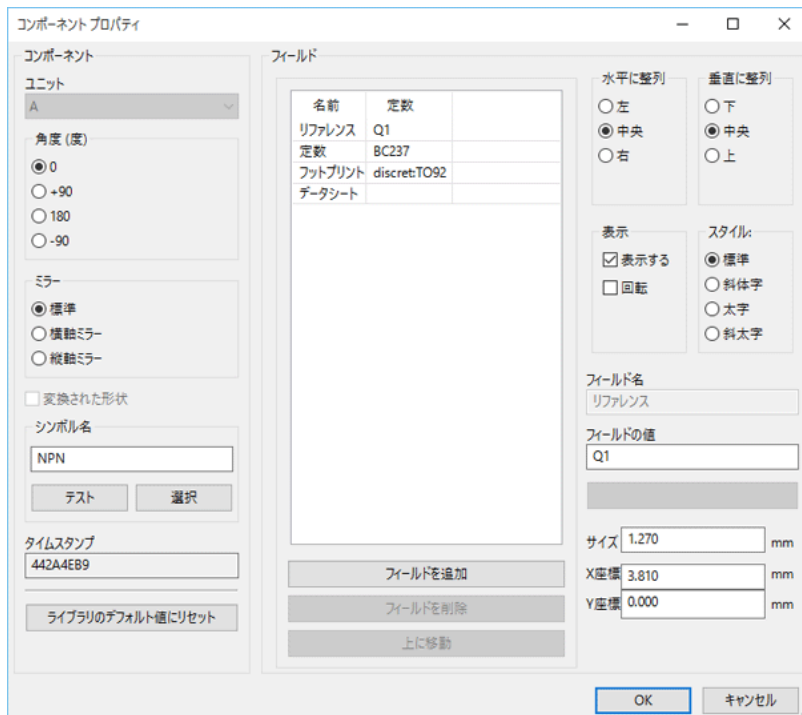 コンポーネント プロパティ
コンポーネント
ユニット
A
角度 (度)
0
+90
180
-90
ミラー
標準
横軸ミラー
縦軸ミラー
変換された形状
シンボル名
NPN
テスト 選択
タイムスタンプ
442A4EB9
ライブラリのデフォルト値にリセット
フィールド
名前 定数
リファレンス Q1
定数 BC237
フットプリント discret:TO92
データシート
フィールドを追加
フィールドを削除
上に移動
水平に整列
左
中央
右
垂直に整列
下
中央
上
表示
表示する
回転
スタイル:
標準
斜体字
太字
斜太字
フィールド名
リファレンス
フィールドの値
Q1
サイズ 1.270 mm
X座標 3.810 mm
Y座標 0.000 mm
OK キャンセル